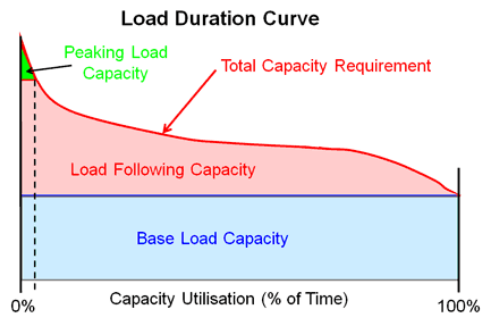 Load Duration Curve
Peaking Load
Capacity
Total Capacity Requirement
Load Following Capacity
Base Load Capacity
0%
Capacity Utilisation (% of Time)
100%